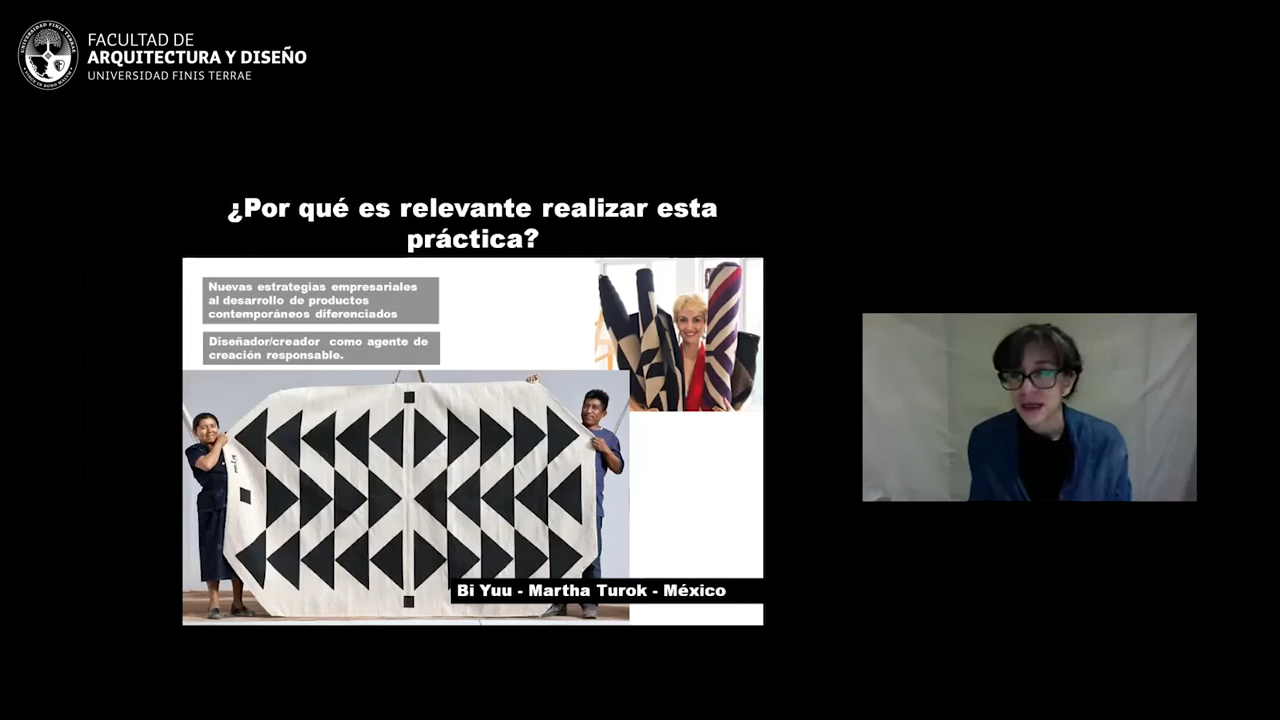 FACULTAD DE
ARQUITECTURA Y DISEÑO
UNIVERSIDAD FINIS TERRAE
¿Por qué es relevante realizar esta
práctica?
Nuevas estrategias empresariales
al desarrollo de productos
contemporáneos diferenciados
Diseñador/creador como agente de
creación responsable.
Bi Yuu - Martha Turok - México